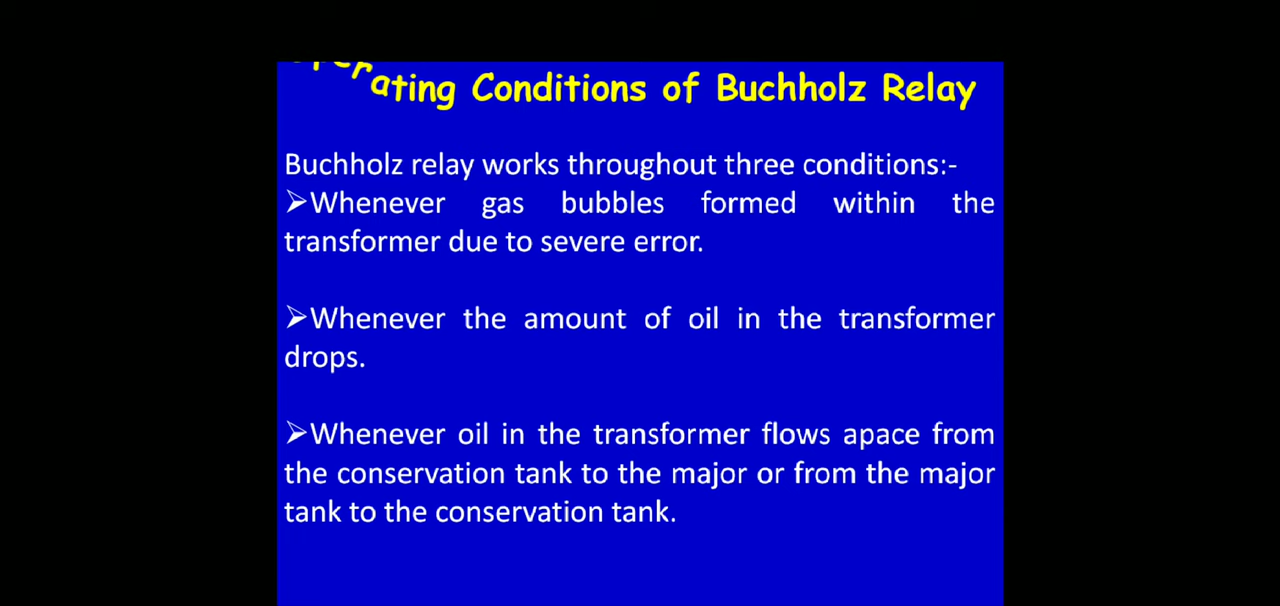 Operating Conditions of Buchholz Relay
Buchholz relay works throughout three conditions:-
➢Whenever gas bubbles formed within the
transformer due to severe error.
➢Whenever the amount of oil in the transformer
drops.
➢Whenever oil in the transformer flows apace from
the conservation tank to the major or from the major
tank to the conservation tank.